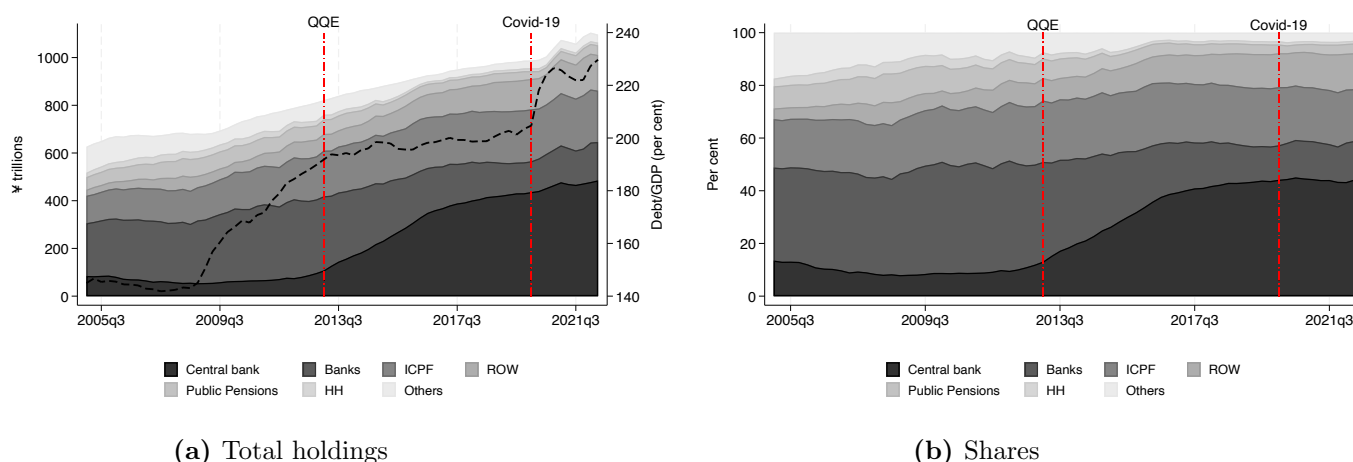 QQE
Covid-19
1000
800
600
400
200
0
¥ trillions
240
220
200
180
160
140
Debt/GDP (per cent)
2005q3
2009q3
2013q3
2017q3
2021q3
Central bank
Banks
ICPF
ROW
Public Pensions
HH
Others
(a) Total holdings
QQE
Covid-19
100
80
60
40
20
0
Per cent
2005q3
2009q3
2013q3
2017q3
2021q3
Central bank
Banks
ICPF
ROW
Public Pensions
HH
Others
(b) Shares